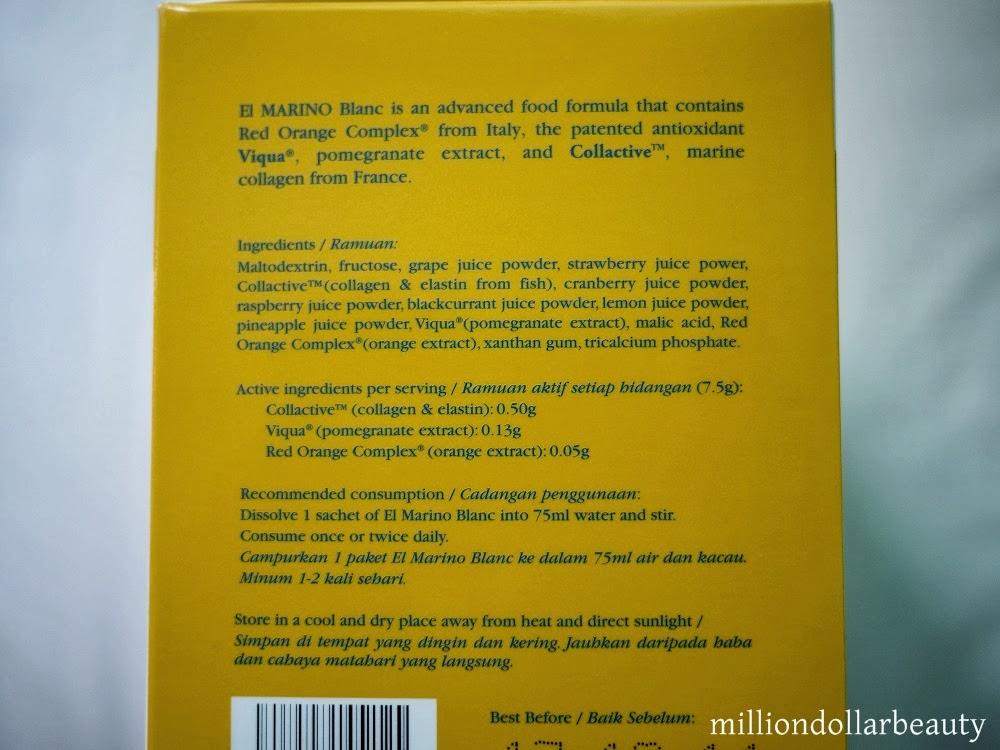 El MARINO Blanc is an advanced food formula that contains
Red Orange Complex® from Italy, the patented antioxidant
Viqua®, pomegranate extract, and Collactive™, marine
collagen from France.
Ingredients / Ramuan:
Maltodextrin, fructose, grape juice powder, strawberry juice power,
Collactive™(collagen & elastin from fish), cranberry juice powder,
raspberry juice powder, blackcurrant juice powder, lemon juice powder,
pineapple juice powder, Viqua®(pomegranate extract), malic acid, Red
Orange Complex®(orange extract), xanthan gum, tricalcium phosphate.
Active ingredients per serving / Ramuan aktif setiap hidangan (7.5g):
Collactive™ (collagen & elastin): 0.50g
Viqua® (pomegranate extract): 0.13g
Red Orange Complex® (orange extract): 0.05g
Recommended consumption / Cadangan penggunaan:
Dissolve 1 sachet of El Marino Blanc into 75ml water and stir.
Consume once or twice daily.
Campurkan 1 paket El Marino Blanc ke dalam 75ml air dan kacau.
Minum 1-2 kali sehari.
Store in a cool and dry place away from heat and direct sunlight /
Simpan di tempat yang dingin dan kering. Jauhkan daripada haba
dan cahaya matahari yang langsung.
Best Before / Baik Sebelum:
milliondollarbeauty